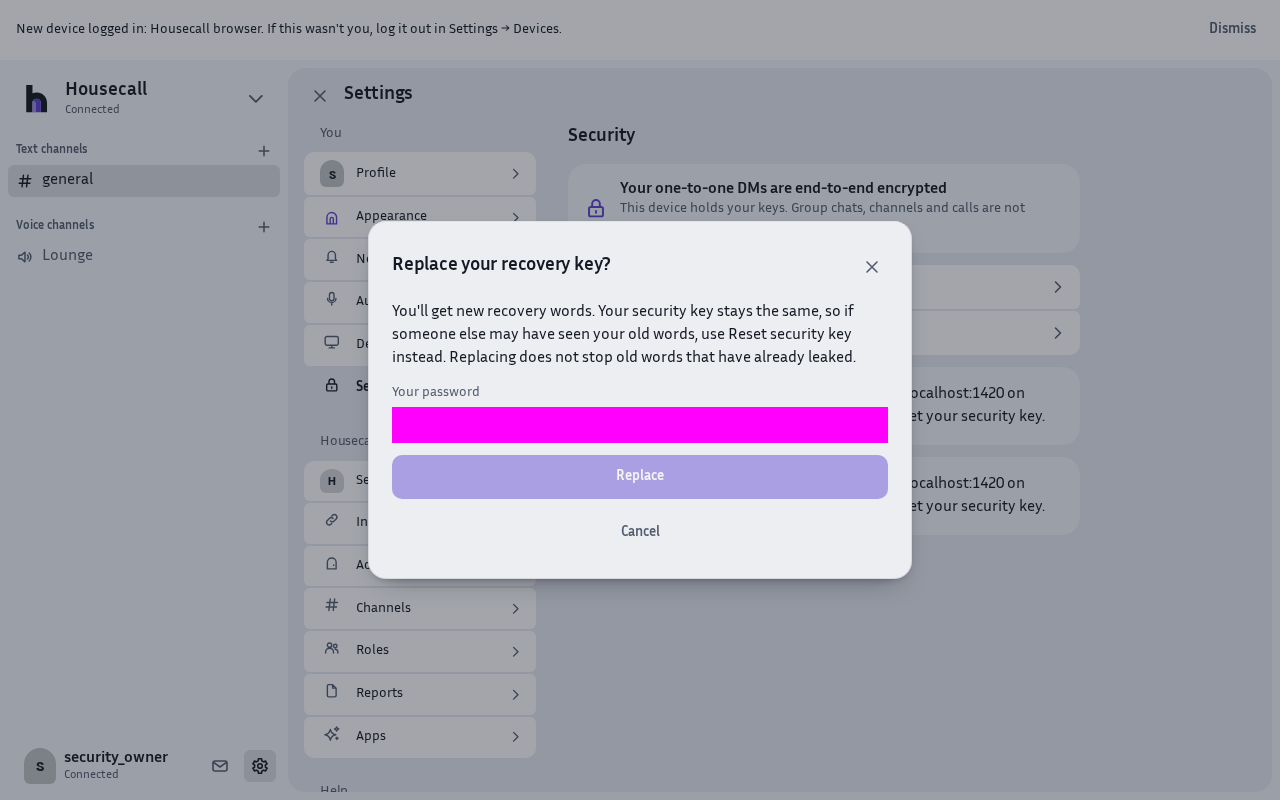 New device logged in: Housecall browser. If this wasn't you, log it out in Settings → Devices.
Dismiss
Housecall
Connected
Text channels
general
Voice channels
Lounge
security_owner
Connected
S
Settings
You
S
Profile
Appearance
H
Channels
Roles
Reports
Apps
Help
Security
Your one-to-one DMs are end-to-end encrypted
This device holds your keys. Group chats, channels and calls are not
localhost:1420 on
your security key.
localhost:1420 on
your security key.
Replace your recovery key?
You'll get new recovery words. Your security key stays the same, so if
someone else may have seen your old words, use Reset security key
instead. Replacing does not stop old words that have already leaked.
Your password
Replace
Cancel